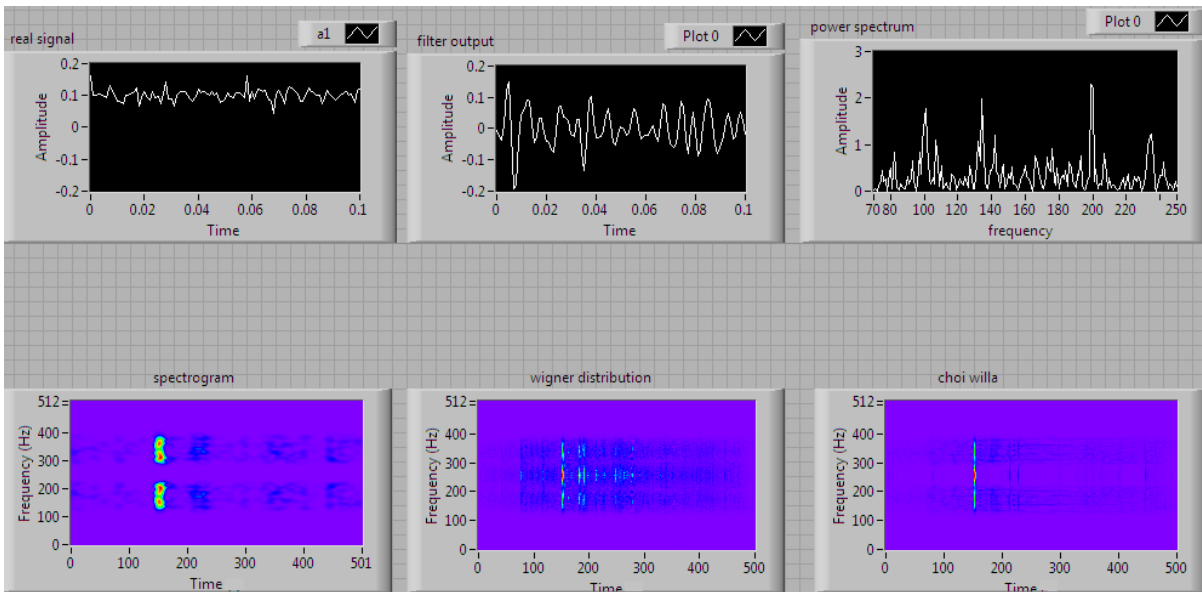 real signal
a1
Amplitude
0.2
0.1
0
-0.1
-0.2
0 0.02 0.04 0.06 0.08 0.1
Time
filter output
Plot 0
Amplitude
0.2
0.1
0
-0.1
-0.2
0 0.02 0.04 0.06 0.08 0.1
Time
power spectrum
Plot 0
Amplitude
3
2
1
0
70 80 100 120 140 160 180 200 220 250
frequency
spectrogram
Frequency (Hz)
512
400
300
200
100
0
0 100 200 300 400 501
Time
wigner distribution
Frequency (Hz)
512
400
300
200
100
0
0 100 200 300 400 500
Time
choi willa
Frequency (Hz)
512
400
300
200
100
0
0 100 200 300 400 500
Time